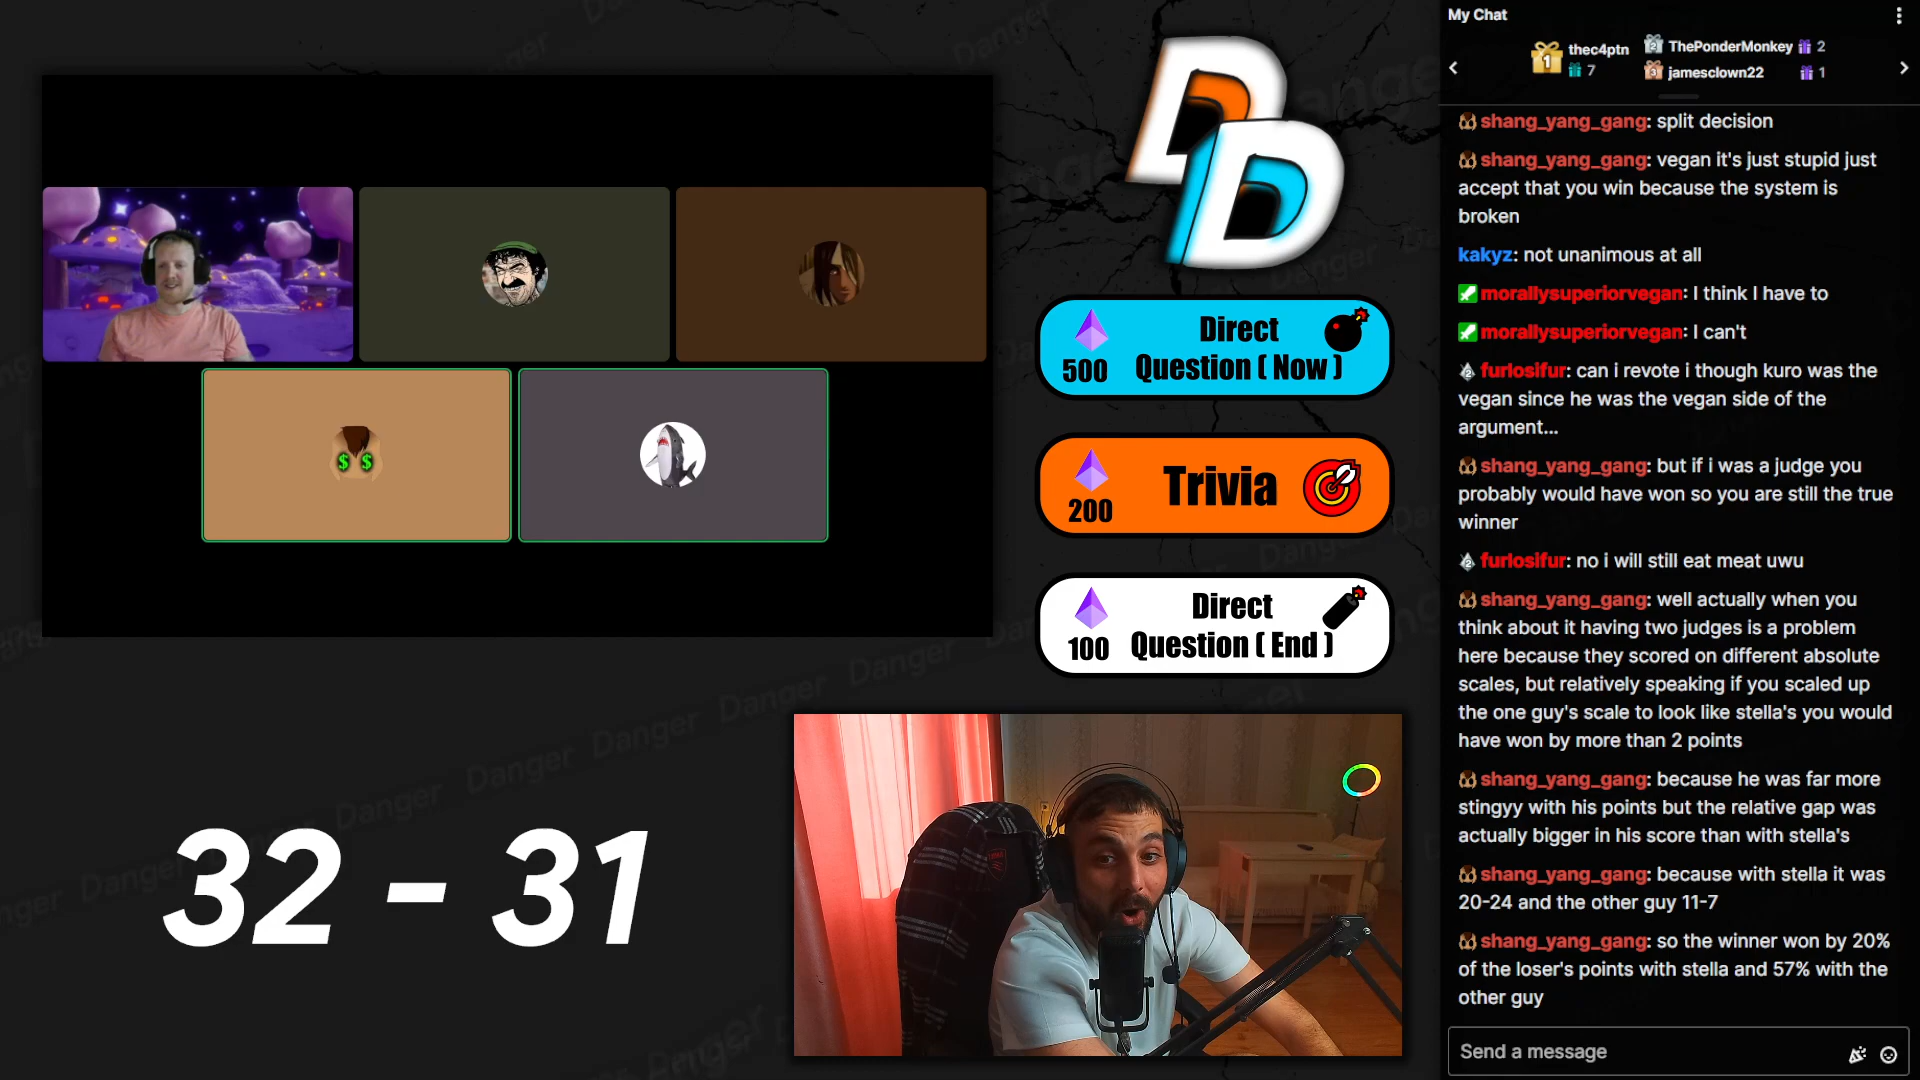 My Chat
thec4ptn
7
ThePonderMonkey 2
jamesclown22 1
shang_yang_gang: split decision
shang_yang_gang: vegan it's just stupid just
accept that you win because the system is
broken
kakyz: not unanimous at all
morallysuperiorvegan: I think I have to
morallysuperiorvegan: I can't
furiosifur: can i revote i though kuro was the
vegan since he was the vegan side of the
argument...
shang_yang_gang: but if i was a judge you
probably would have won so you are still the true
winner
furiosifur: no i will still eat meat uwu
shang_yang_gang: well actually when you
think about it having two judges is a problem
here because they scored on different absolute
scales, but relatively speaking if you scaled up
the one guy's scale to look like stella's you would
have won by more than 2 points
shang_yang_gang: because he was far more
stingyy with his points but the relative gap was
actually bigger in his score than with stella's
shang_yang_gang: because with stella it was
20-24 and the other guy 11-7
shang_yang_gang: so the winner won by 20%
of the loser's points with stella and 57% with the
other guy
Send a message
DD
500
Direct
Question ( Now )
200
Trivia
100
Direct
Question ( End )
32 - 31
Danger
Danger
Danger
Danger
Danger
Danger
Danger